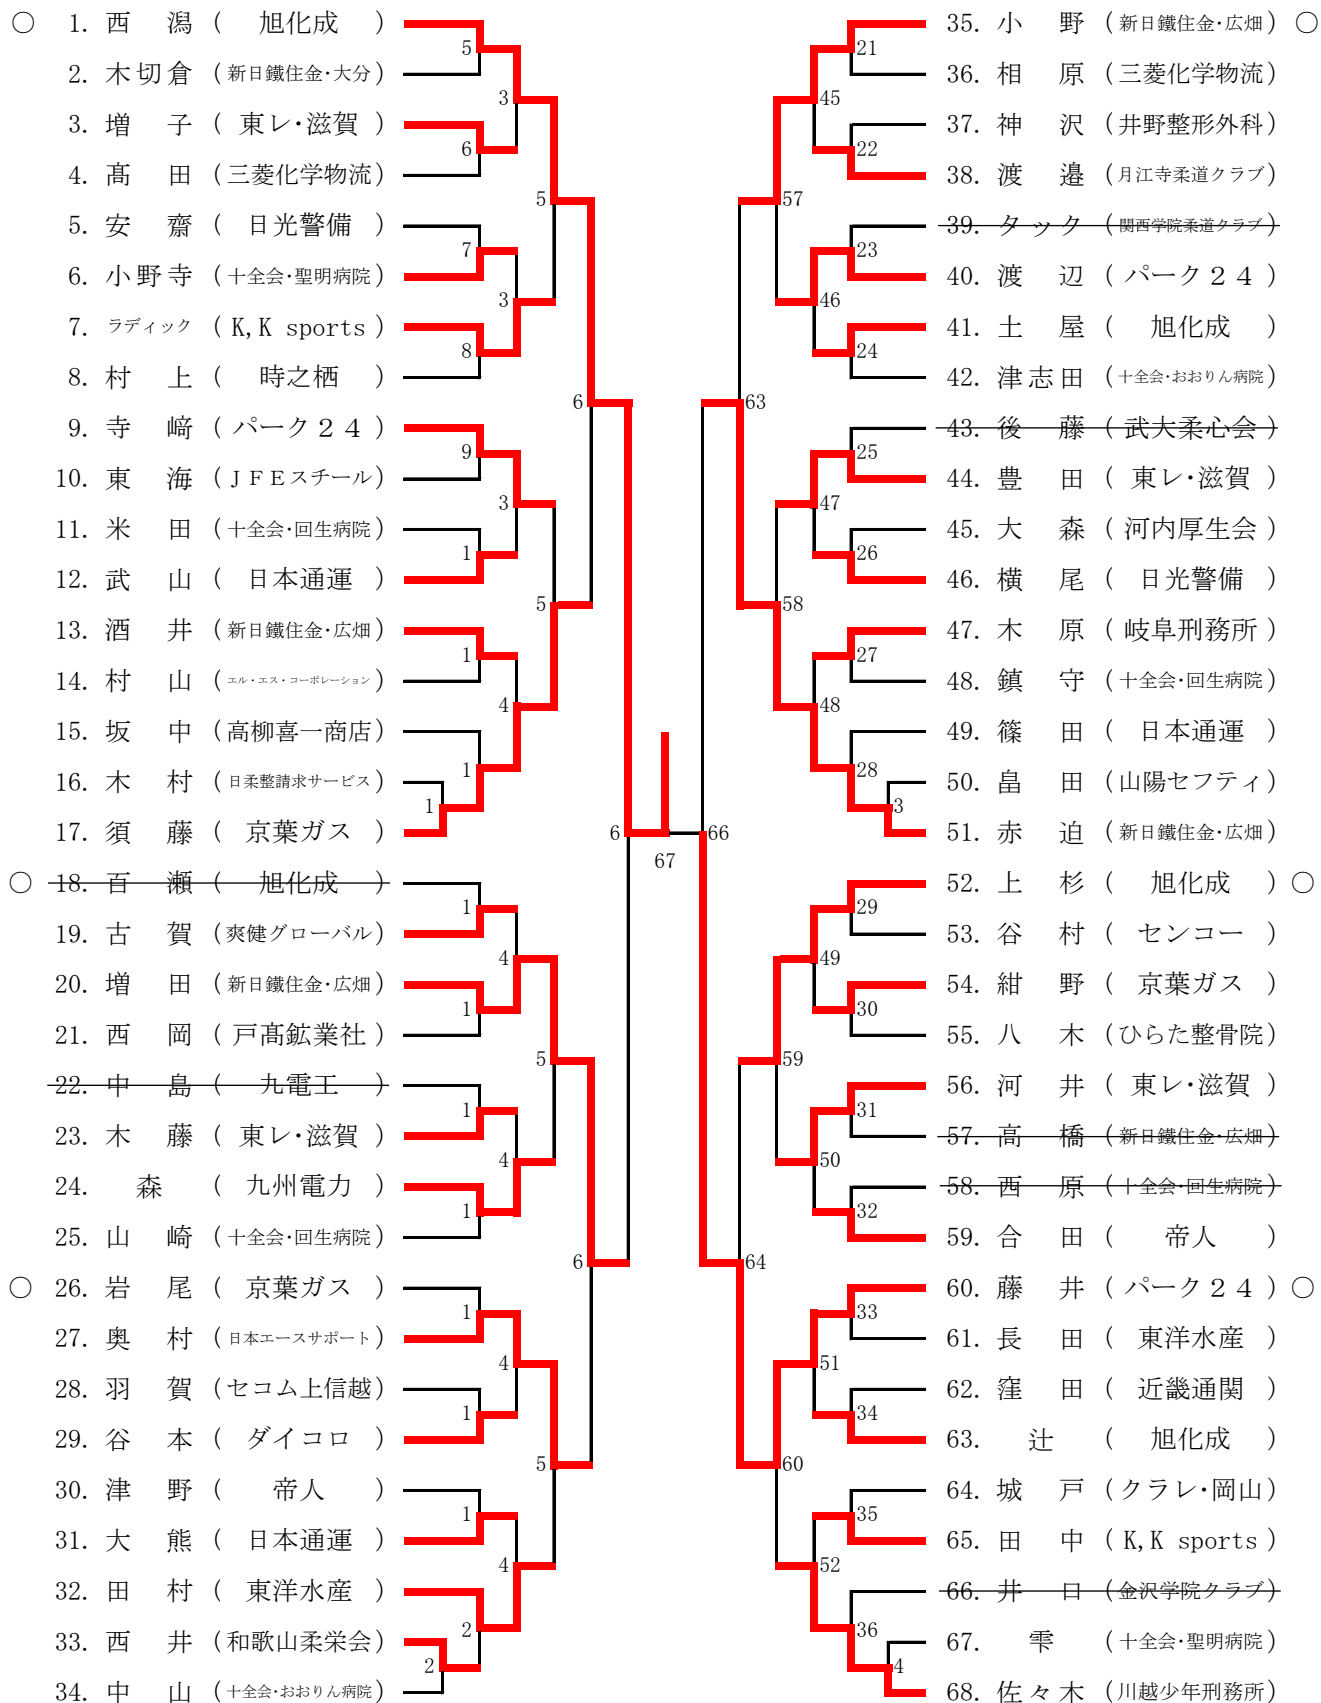 ○ 1. 西 潟 ( 旭化成 )
2. 木切倉 (新日鐵住金・大分)
3. 増 子 ( 東レ・滋賀 )
4. 髙 田 (三菱化学物流)
5. 安 齋 ( 日光警備 )
6. 小野寺 (十全会・聖明病院)
7. ラディック ( K,K sports )
8. 村 上 ( 時之栖 )
9. 寺 﨑 ( パーク24 )
10. 東 海 (JFEスチール)
11. 米 田 (十全会・回生病院)
12. 武 山 ( 日本通運 )
13. 酒 井 (新日鐵住金・広畑)
14. 村 山 (エル・エス・コーポレーション)
15. 坂 中 (高柳喜一商店)
16. 木 村 (日柔整請求サービス)
17. 須 藤 ( 京葉ガス )
○ 18. 百 瀬 ( 旭化成 )
19. 古 賀 (爽健グローバル)
20. 増 田 (新日鐵住金・広畑)
21. 西 岡 ( 戸髙鉱業社 )
22. 中 島 ( 九電工 )
23. 木 藤 ( 東レ・滋賀 )
24. 森 ( 九州電力 )
25. 山 崎 (十全会・回生病院)
○ 26. 岩 尾 ( 京葉ガス )
27. 奥 村 (日本エースサポート)
28. 羽 賀 (セコム上信越)
29. 谷 本 ( ダイコロ )
30. 津 野 ( 帝人 )
31. 大 熊 ( 日本通運 )
32. 田 村 ( 東洋水産 )
33. 西 井 (和歌山柔栄会)
34. 中 山 (十全会・おおりん病院)
5
6
7
8
9
1
1
1
1
1
1
1
1
1
1
1
2
2
3
3
3
4
4
4
4
4
5
5
5
5
6
6
6
67
66
63
64
57
58
59
60
45
46
47
48
49
50
51
52
21
22
23
24
25
26
27
28
3
29
30
31
32
33
34
35
36
4
35. 小 野 (新日鐵住金・広畑) ○
36. 相 原 (三菱化学物流)
37. 神 沢 (井野整形外科)
38. 渡 邉 (月江寺柔道クラブ)
39. タック (関西学院柔道クラブ)
40. 渡 辺 ( パーク24 )
41. 土 屋 ( 旭化成 )
42. 津志田 (十全会・おおりん病院)
43. 後 藤 ( 武大柔心会 )
44. 豊 田 ( 東レ・滋賀 )
45. 大 森 ( 河内厚生会 )
46. 横 尾 ( 日光警備 )
47. 木 原 ( 岐阜刑務所 )
48. 鎮 守 (十全会・回生病院)
49. 篠 田 ( 日本通運 )
50. 畠 田 (山陽セフティ)
51. 赤 迫 (新日鐵住金・広畑)
52. 上 杉 ( 旭化成 ) ○
53. 谷 村 ( センコー )
54. 紺 野 ( 京葉ガス )
55. 八 木 (ひらた整骨院)
56. 河 井 ( 東レ・滋賀 )
57. 高 橋 (新日鐵住金・広畑)
58. 西 原 (十全会・回生病院)
59. 合 田 ( 帝人 )
60. 藤 井 ( パーク24 ) ○
61. 長 田 ( 東洋水産 )
62. 窪 田 ( 近畿通関 )
63. 辻 ( 旭化成 )
64. 城 戸 (クラレ・岡山)
65. 田 中 ( K,K sports )
66. 井 口 (金沢学院クラブ)
67. 雫 (十全会・聖明病院)
68. 佐々木 (川越少年刑務所)